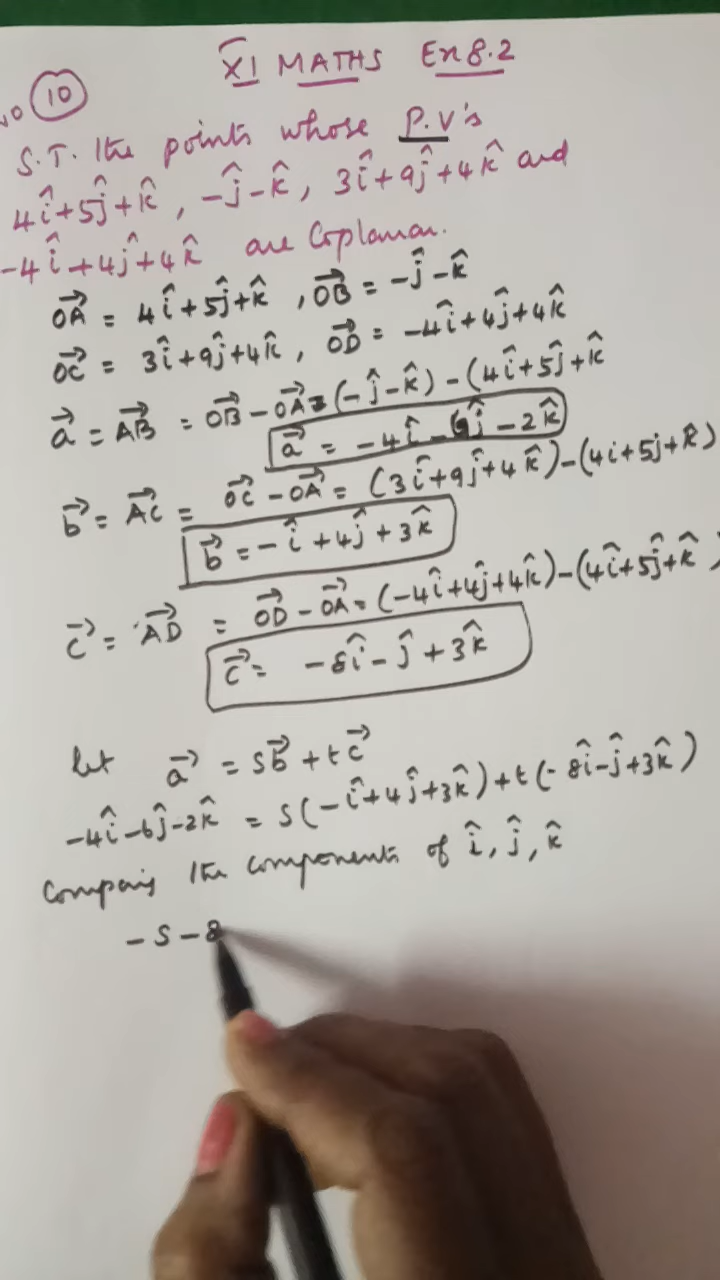 XI MATHS Ex 8.2
NO 10
S.T. the points whose P.V's
4î+5ĵ+k̂ , -ĵ-k̂ , 3î+9ĵ+4k̂ and
-4î+4ĵ+4k̂ are Coplanar.
OA⃗ = 4î+5ĵ+k̂ , OB⃗ = -ĵ-k̂
OC⃗ = 3î+9ĵ+4k̂ , OD⃗ = -4î+4ĵ+4k̂
a⃗ = AB⃗ = OB⃗ - OA⃗ = (-ĵ-k̂) - (4î+5ĵ+k̂
a⃗ = -4î - 6ĵ - 2k̂
b⃗ = AC⃗ = OC⃗ - OA⃗ = (3î+9ĵ+4k̂) - (4i+5j+k̂)
b⃗ = -î + 4ĵ + 3k̂
c⃗ = AD⃗ = OD⃗ - OA⃗ = (-4î+4ĵ+4k̂) - (4î+5ĵ+k̂)
c⃗ = -8î - ĵ + 3k̂
let a⃗ = sb⃗ + tc⃗
-4î-6ĵ-2k̂ = s(-î+4ĵ+3k̂) + t(-8î-ĵ+3k̂)
Comparing the components of î, ĵ, k̂
-s-8